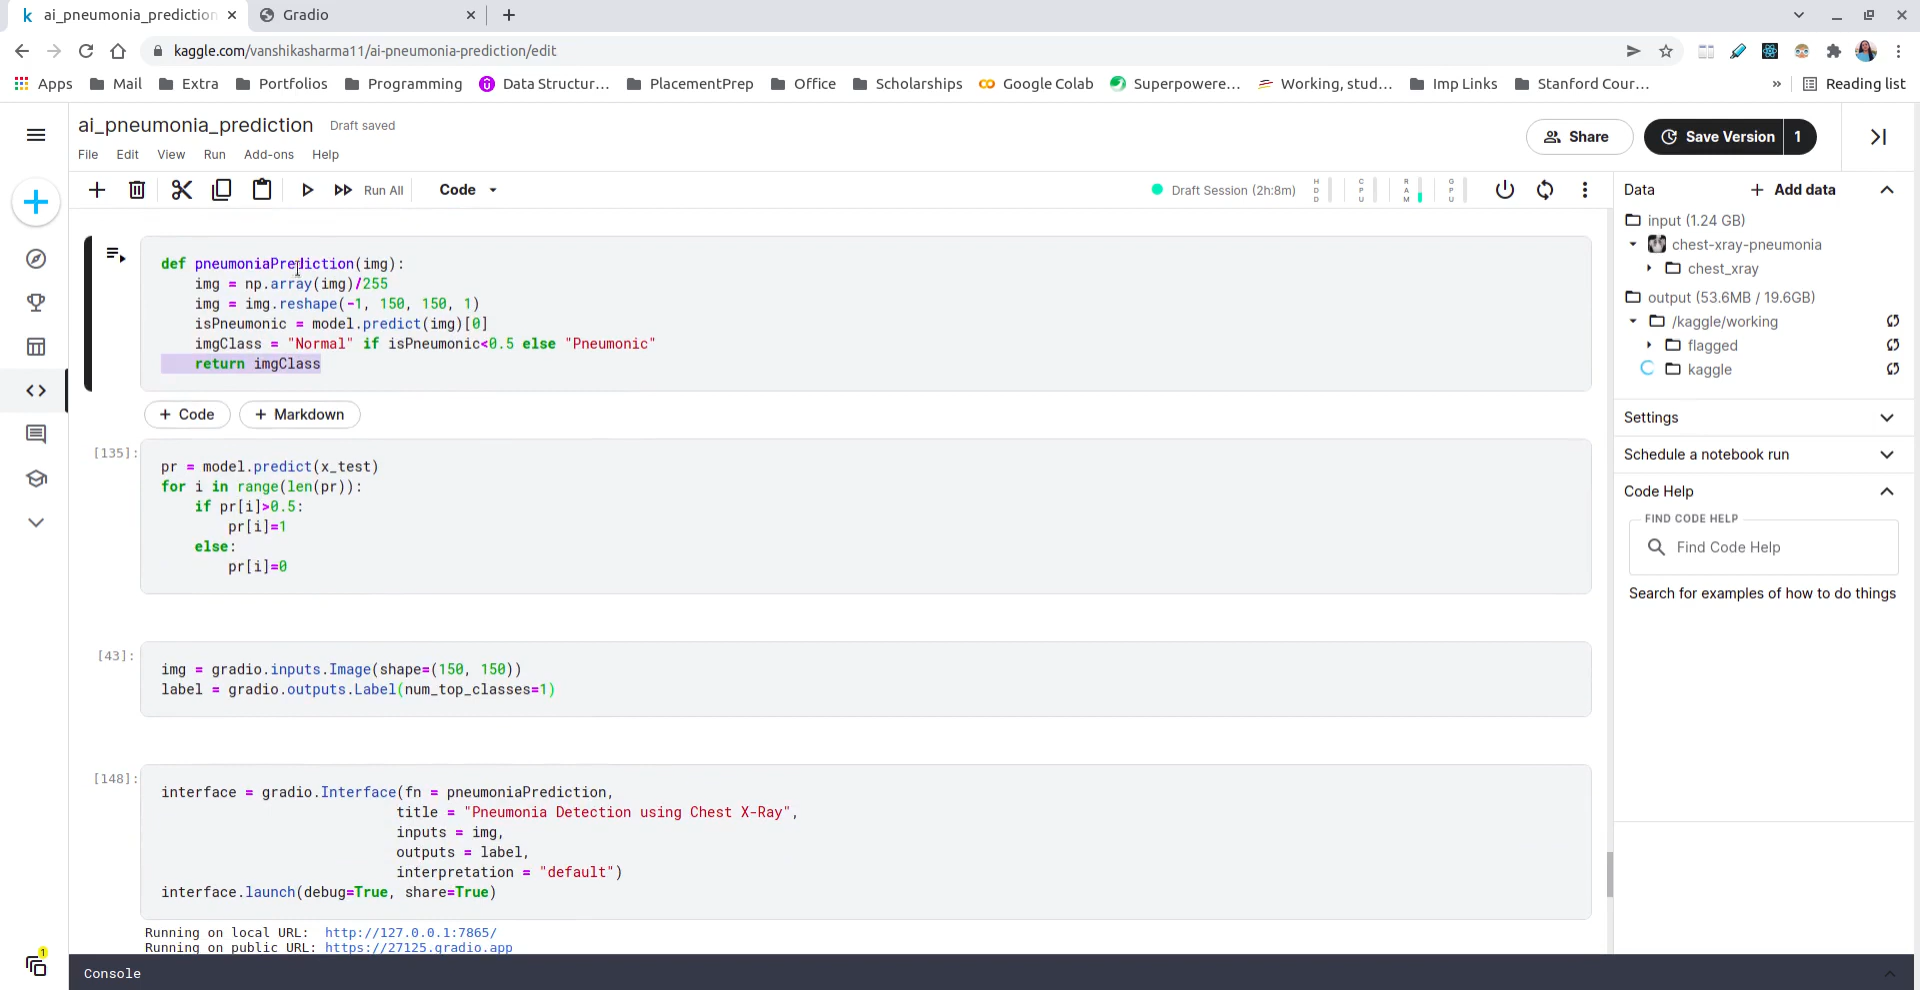 ai_pneumonia_prediction
Gradio
kaggle.com/vanshikasharma11/ai-pneumonia-prediction/edit
Apps Mail Extra Portfolios Programming Data Structur... PlacementPrep Office Scholarships Google Colab Superpowere... Working, stud... Imp Links Stanford Cour... » Reading list
ai_pneumonia_prediction Draft saved
Share
Save Version 1
File Edit View Run Add-ons Help
Run All
Code
Draft Session (2h:8m)
HDD
CPU
RAM
GPU
def pneumoniaPrediction(img):
    img = np.array(img)/255
    img = img.reshape(-1, 150, 150, 1)
    isPneumonic = model.predict(img)[0]
    imgClass = "Normal" if isPneumonic<0.5 else "Pneumonic"
    return imgClass
+ Code + Markdown
[135]:
pr = model.predict(x_test)
for i in range(len(pr)):
    if pr[i]>0.5:
        pr[i]=1
    else:
        pr[i]=0
[43]:
img = gradio.inputs.Image(shape=(150, 150))
label = gradio.outputs.Label(num_top_classes=1)
[148]:
interface = gradio.Interface(fn = pneumoniaPrediction,
title = "Pneumonia Detection using Chest X-Ray",
inputs = img,
outputs = label,
interpretation = "default")
interface.launch(debug=True, share=True)
Running on local URL: http://127.0.0.1:7865/
Running on public URL: https://27125.gradio.app
Console
1
Data
+ Add data
input (1.24 GB)
chest-xray-pneumonia
chest_xray
output (53.6MB / 19.6GB)
/kaggle/working
flagged
kaggle
Settings
Schedule a notebook run
Code Help
FIND CODE HELP
Find Code Help
Search for examples of how to do things